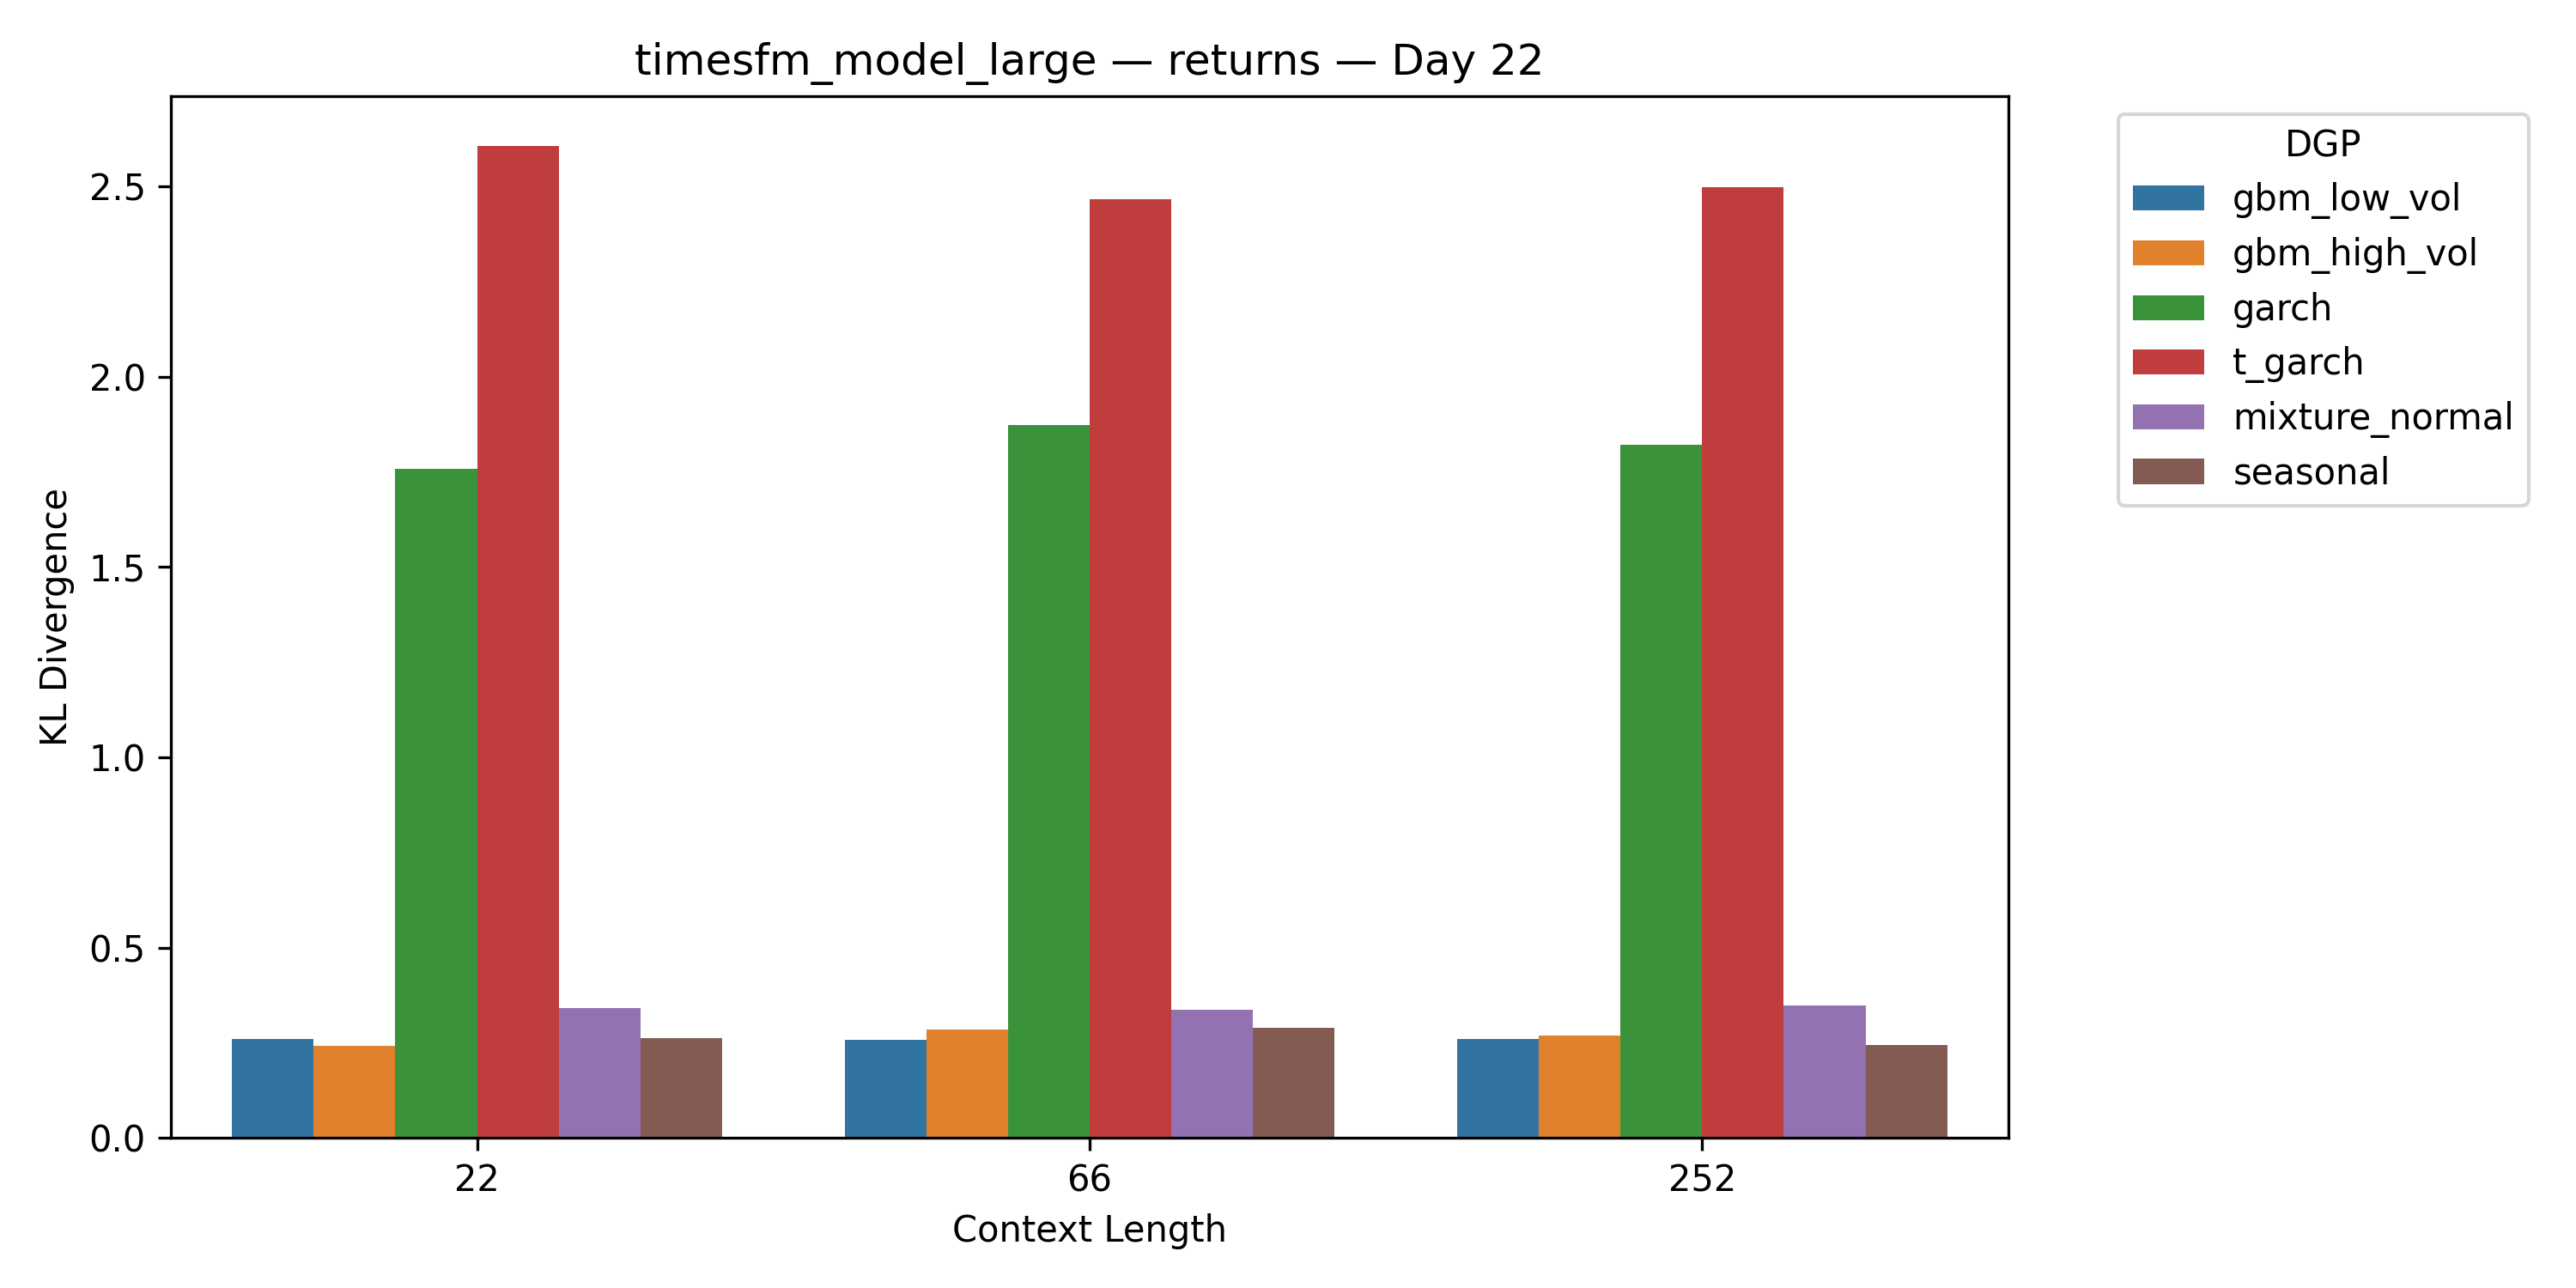 timesfm_model_large — returns — Day 22
KL Divergence
2.5
2.0
1.5
1.0
0.5
0.0
22
66
252
Context Length
DGP
gbm_low_vol
gbm_high_vol
garch
t_garch
mixture_normal
seasonal